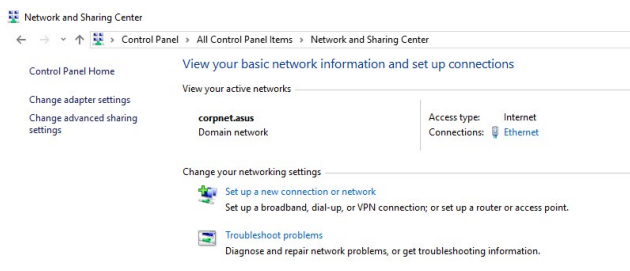 Network and Sharing Center
Control Panel > All Control Panel Items > Network and Sharing Center
Control Panel Home
Change adapter settings
Change advanced sharing
settings
View your basic network information and set up connections
View your active networks
corpnet.asus
Domain network
Access type: Internet
Connections: Ethernet
Change your networking settings
Set up a new connection or network
Set up a broadband, dial-up, or VPN connection; or set up a router or access point.
Troubleshoot problems
Diagnose and repair network problems, or get troubleshooting information.